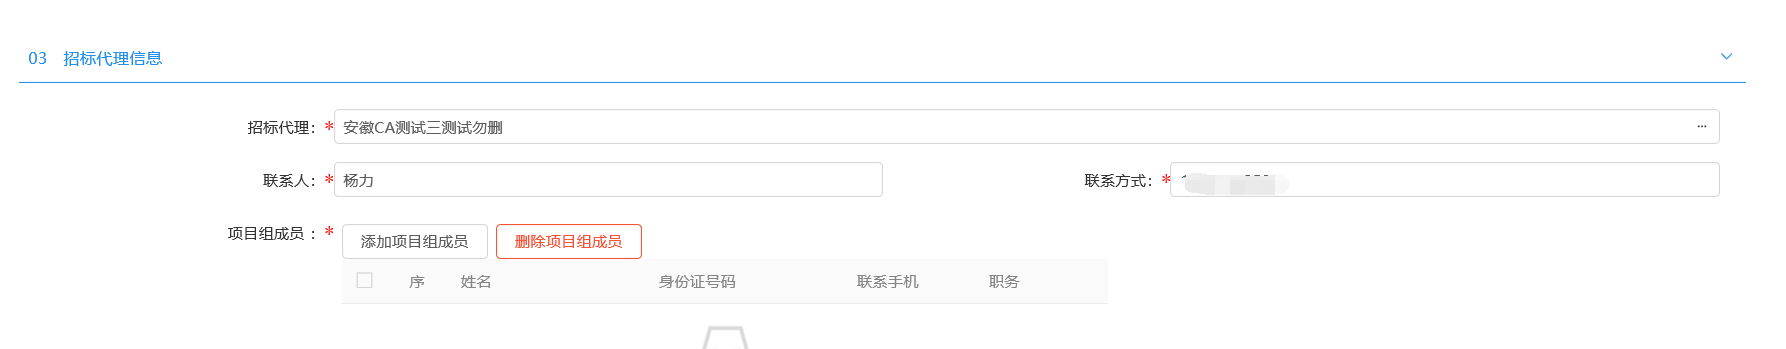 03 招标代理信息
招标代理：* 安徽CA测试三测试勿删 ···
联系人：* 杨力 联系方式：*
项目组成员 ：* 添加项目组成员 删除项目组成员
序 姓名 身份证号码 联系手机 职务